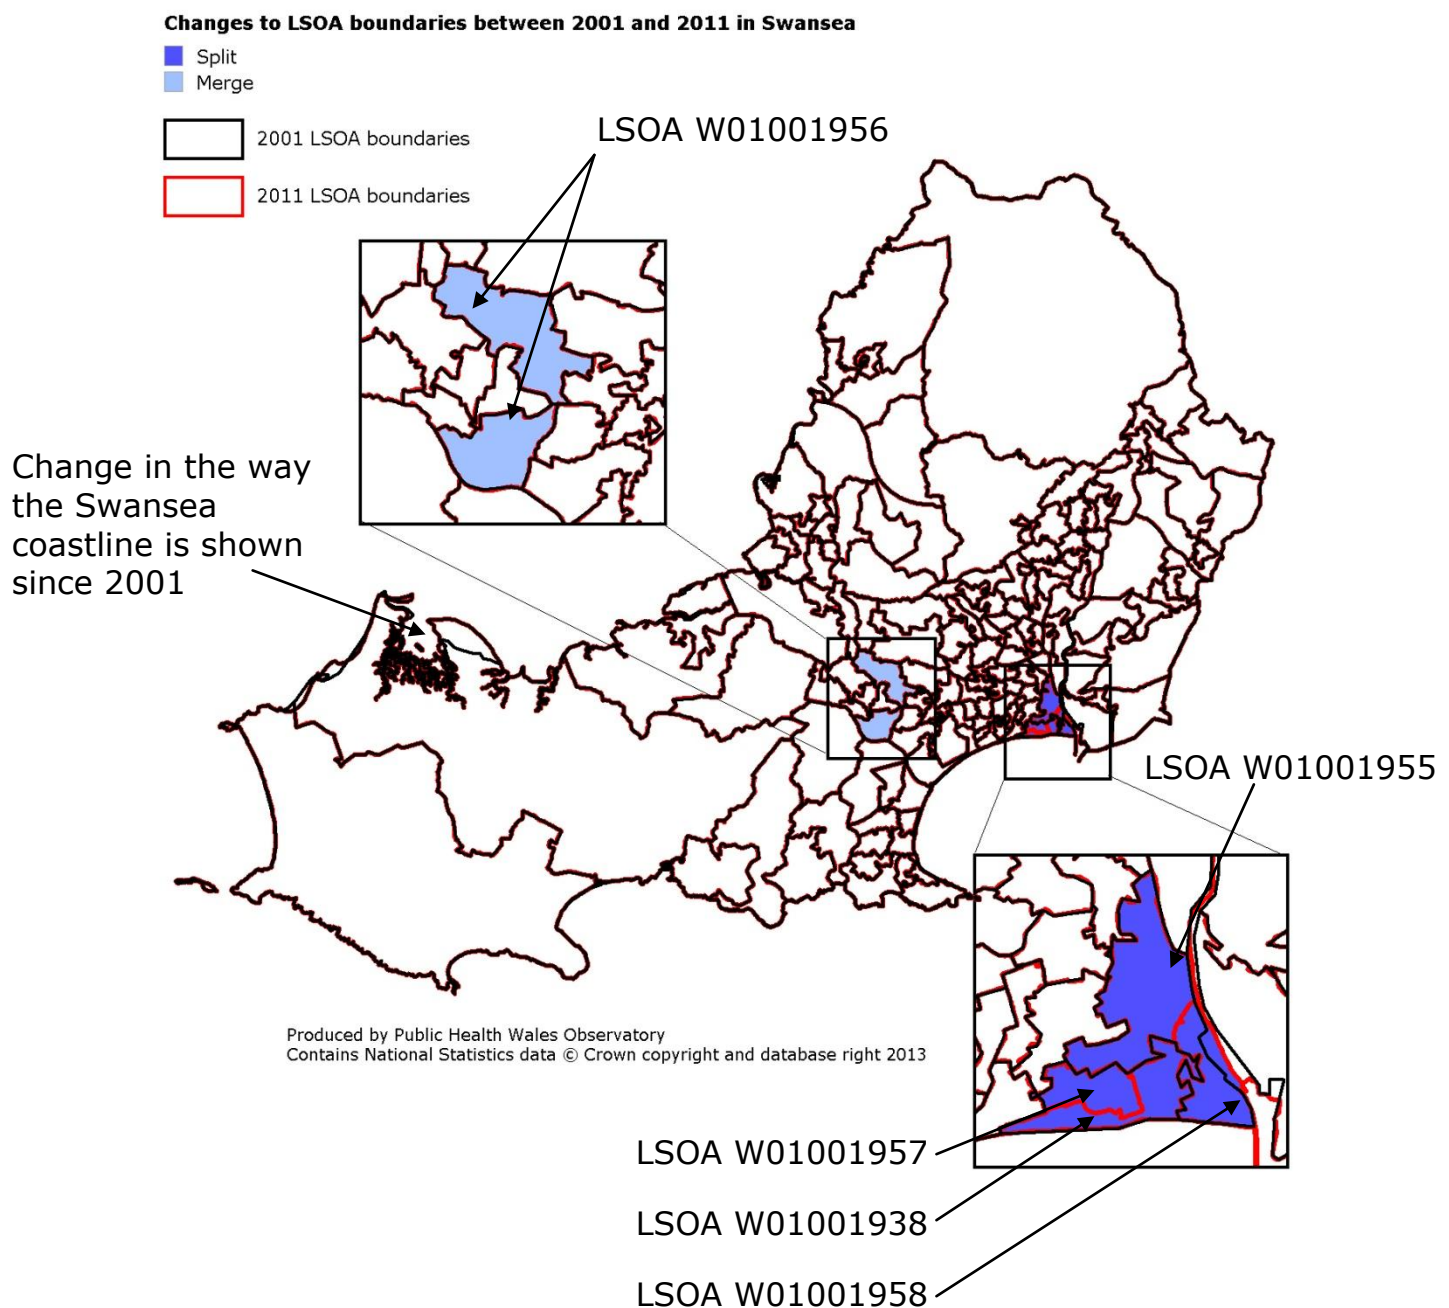 Changes to LSOA boundaries between 2001 and 2011 in Swansea
Split
Merge
2001 LSOA boundaries
2011 LSOA boundaries
LSOA W01001956
Change in the way
the Swansea
coastline is shown
since 2001
LSOA W01001955
Produced by Public Health Wales Observatory
Contains National Statistics data © Crown copyright and database right 2013
LSOA W01001957
LSOA W01001938
LSOA W01001958